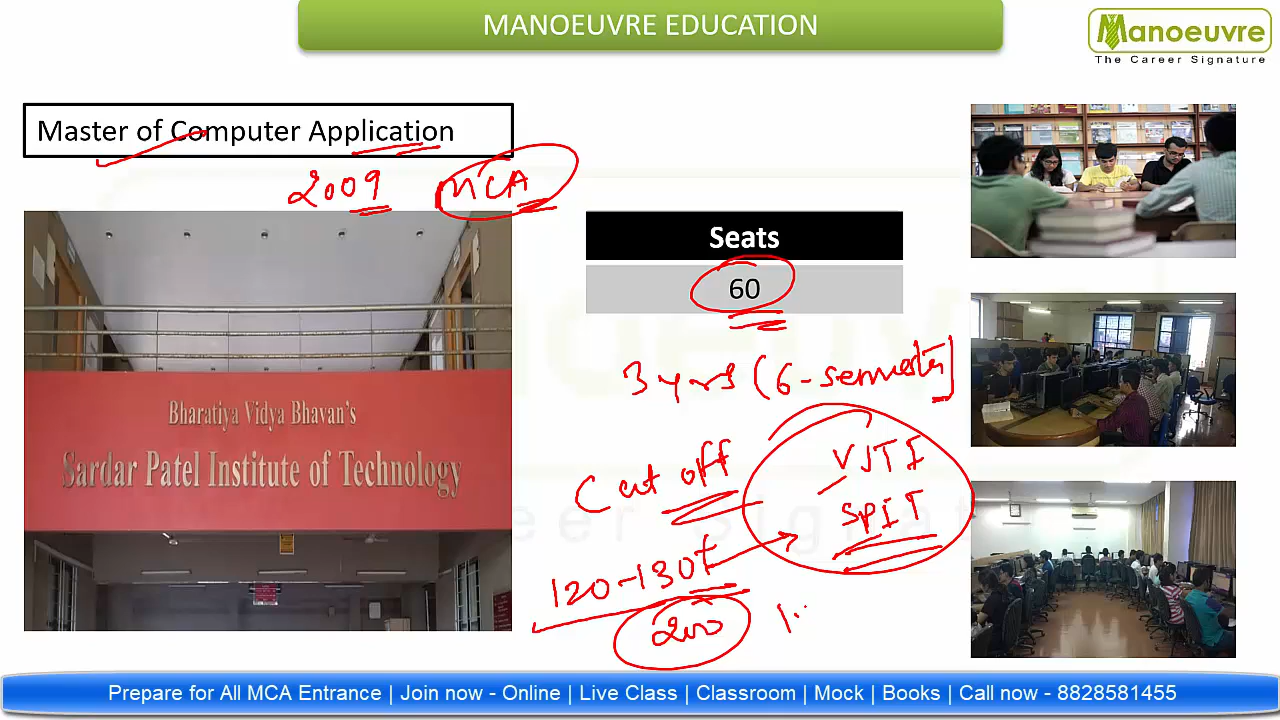 MANOEUVRE EDUCATION
Manoeuvre
The Career Signature
Master of Computer Application
2009 MCA
Seats
60
3 yrs (6-semester]
Bharatiya Vidya Bhavan's
Sardar Patel Institute of Technology
Cut off
VJTI
SPIT
120-130+
200
Prepare for All MCA Entrance | Join now - Online | Live Class | Classroom | Mock | Books | Call now - 8828581455